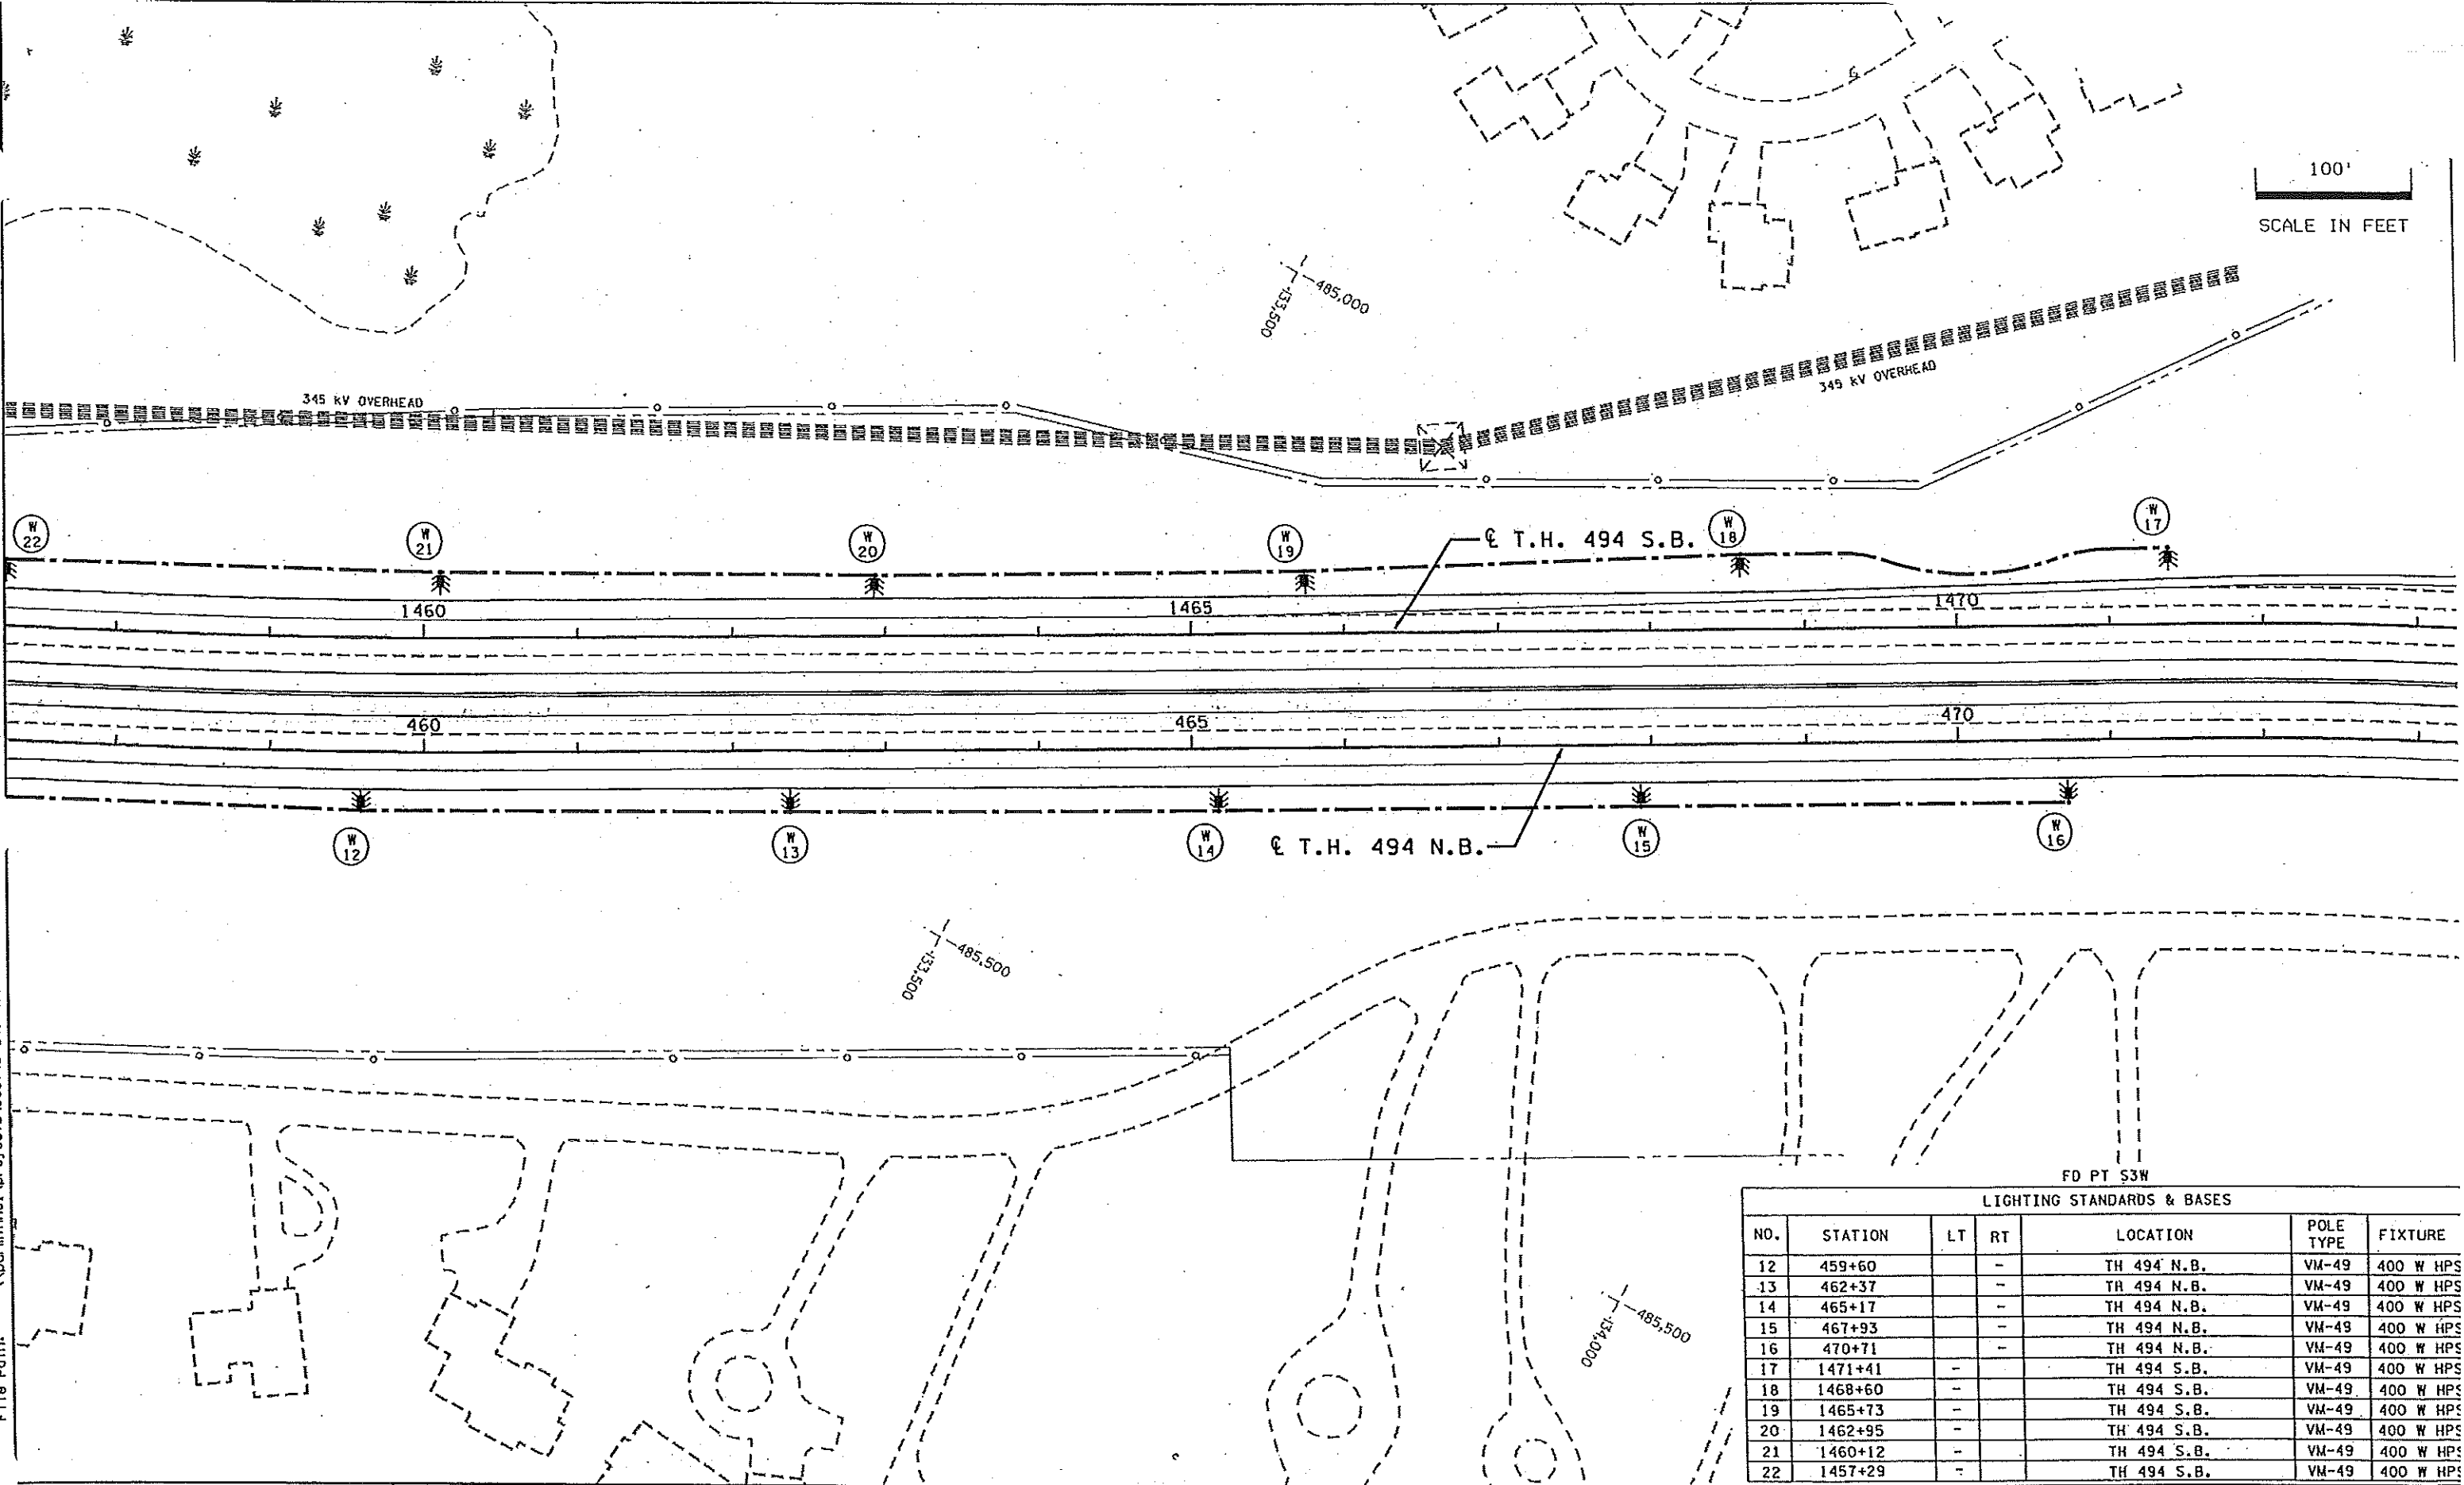 100'
SCALE IN FEET
485,000
133,500
345 KV OVERHEAD
345 KV OVERHEAD
W 22
W 21
W 20
W 19
℄ T.H. 494 S.B.
W 18
W 17
1460
1465
1470
460
465
470
W 12
W 13
W 14
℄ T.H. 494 N.B.
W 15
W 16
485,500
133,500
485,500
134,000
FD PT S3W
LIGHTING STANDARDS & BASES
NO. STATION LT RT LOCATION POLE TYPE FIXTURE
12 459+60 - TH 494 N.B. VM-49 400 W HPS
13 462+37 - TH 494 N.B. VM-49 400 W HPS
14 465+17 - TH 494 N.B. VM-49 400 W HPS
15 467+93 - TH 494 N.B. VM-49 400 W HPS
16 470+71 - TH 494 N.B. VM-49 400 W HPS
17 1471+41 - TH 494 S.B. VM-49 400 W HPS
18 1468+60 - TH 494 S.B. VM-49 400 W HPS
19 1465+73 - TH 494 S.B. VM-49 400 W HPS
20 1462+95 - TH 494 S.B. VM-49 400 W HPS
21 1460+12 - TH 494 S.B. VM-49 400 W HPS
22 1457+29 - TH 494 S.B. VM-49 400 W HPS